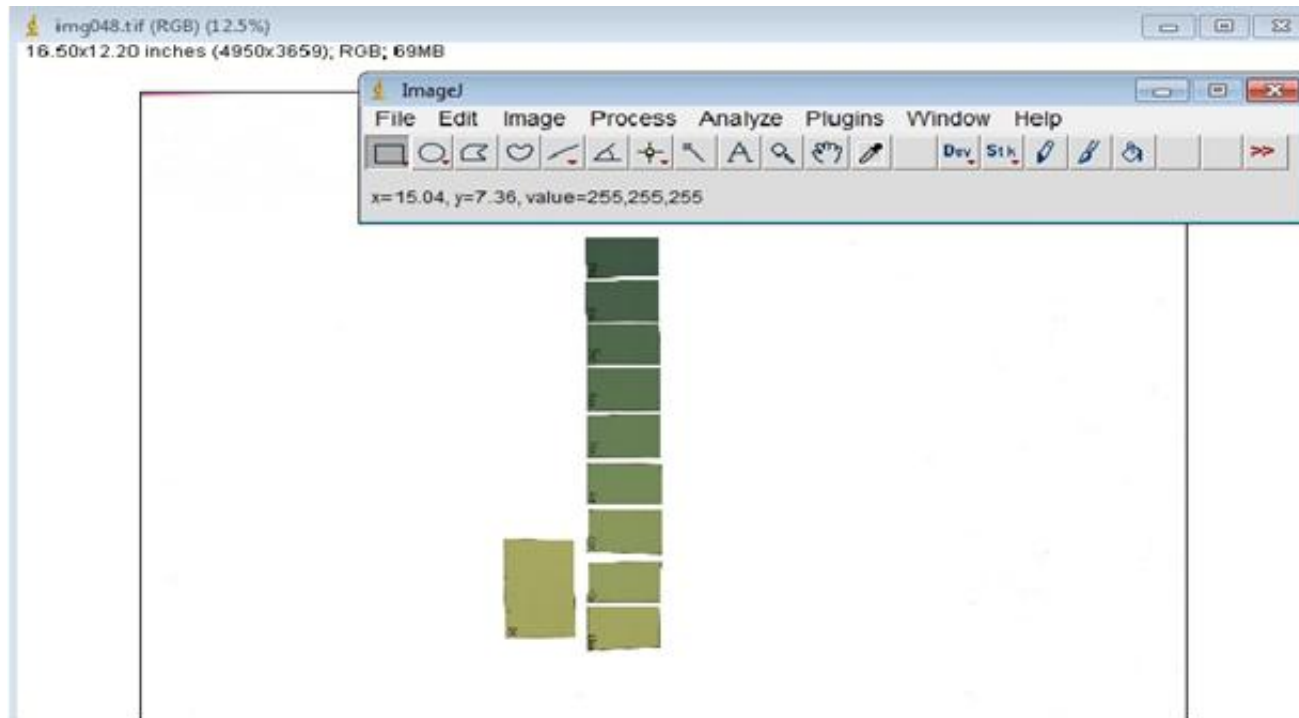 img048.tif (RGB) (12.5%)
16.50x12.20 inches (4950x3659); RGB; 69MB
ImageJ
File Edit Image Process Analyze Plugins Window Help
A Dev Stk >>
x=15.04, y=7.36, value=255,255,255